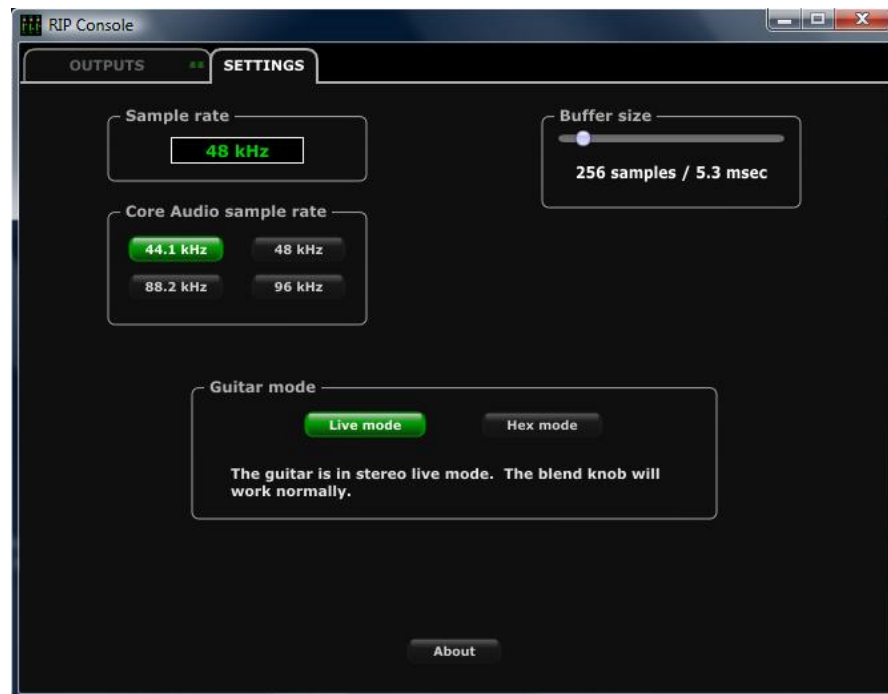 RIP Console
OUTPUTS SETTINGS
Sample rate
48 kHz
Buffer size
256 samples / 5.3 msec
Core Audio sample rate
44.1 kHz 48 kHz
88.2 kHz 96 kHz
Guitar mode
Live mode Hex mode
The guitar is in stereo live mode. The blend knob will
work normally.
About